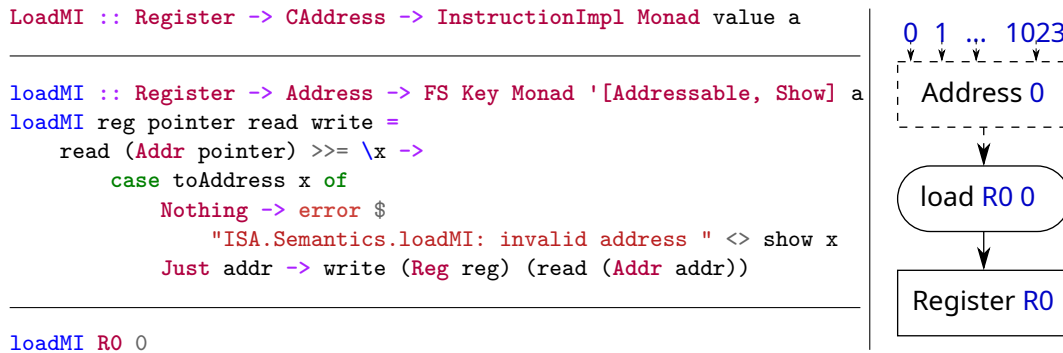 LoadMI :: Register -> CAddress -> InstructionImpl Monad value a
loadMI :: Register -> Address -> FS Key Monad '[Addressable, Show] a
loadMI reg pointer read write =
    read (Addr pointer) >>= \x ->
        case toAddress x of
            Nothing -> error $
                "ISA.Semantics.loadMI: invalid address " <> show x
            Just addr -> write (Reg reg) (read (Addr addr))
loadMI R0 0
0 1 ... 1023
Address 0
load R0 0
Register R0